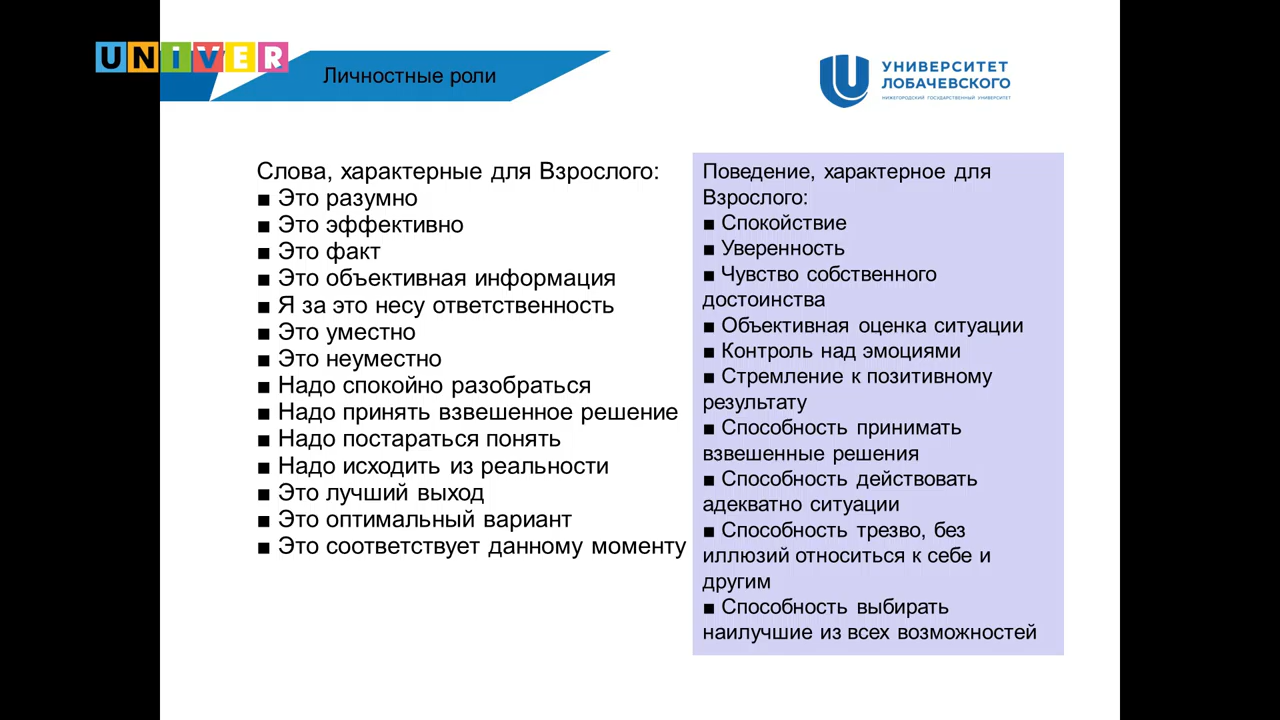 UNIVER
Личностные роли
УНИВЕРСИТЕТ
ЛОБАЧЕВСКОГО
НИЖЕГОРОДСКИЙ ГОСУДАРСТВЕННЫЙ УНИВЕРСИТЕТ
Слова, характерные для Взрослого:
■ Это разумно
■ Это эффективно
■ Это факт
■ Это объективная информация
■ Я за это несу ответственность
■ Это уместно
■ Это неуместно
■ Надо спокойно разобраться
■ Надо принять взвешенное решение
■ Надо постараться понять
■ Надо исходить из реальности
■ Это лучший выход
■ Это оптимальный вариант
■ Это соответствует данному моменту
Поведение, характерное для
Взрослого:
■ Спокойствие
■ Уверенность
■ Чувство собственного
достоинства
■ Объективная оценка ситуации
■ Контроль над эмоциями
■ Стремление к позитивному
результату
■ Способность принимать
взвешенные решения
■ Способность действовать
адекватно ситуации
■ Способность трезво, без
иллюзий относиться к себе и
другим
■ Способность выбирать
наилучшие из всех возможностей